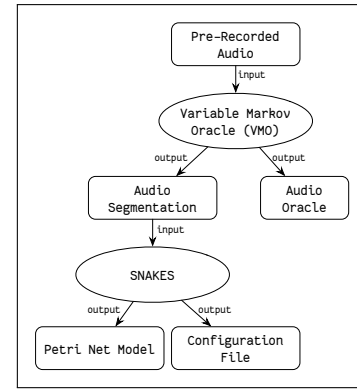 Pre-Recorded
Audio
input
Variable Markov
Oracle (VMO)
output
output
Audio
Segmentation
Audio
Oracle
input
SNAKES
output
output
Petri Net Model
Configuration
File